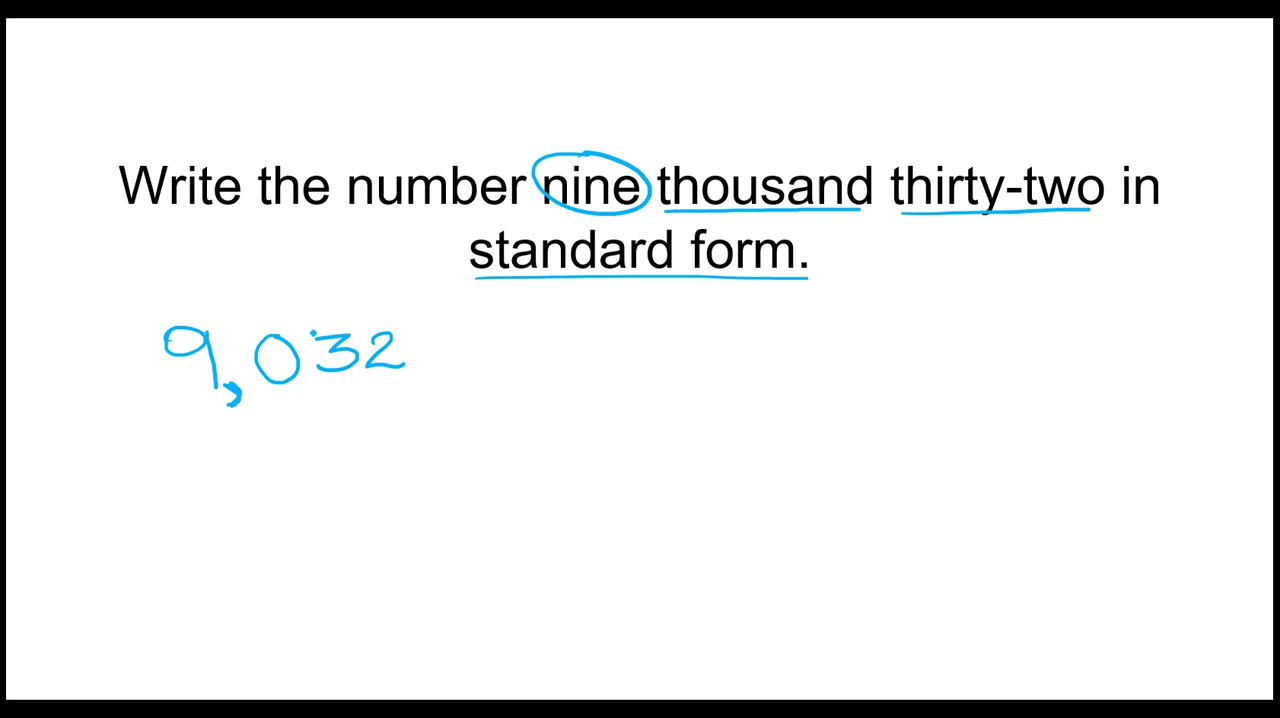 Write the number nine thousand thirty-two in
standard form.
9,032